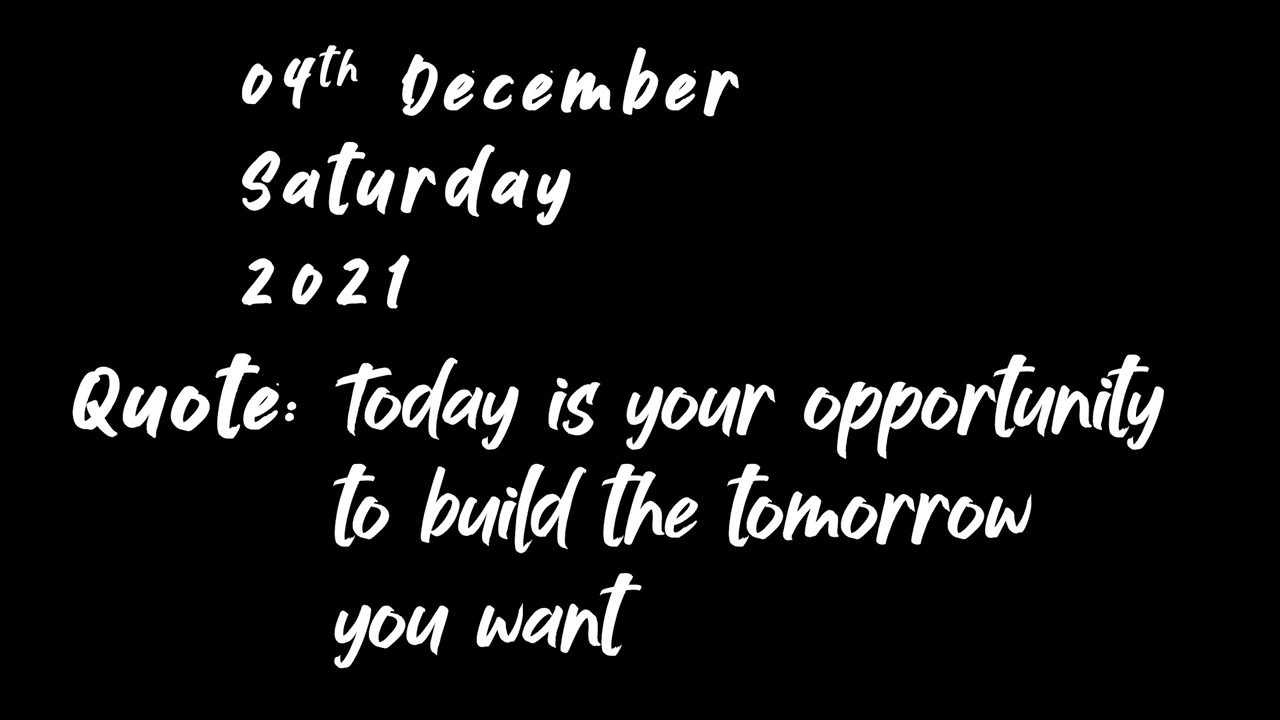 04th December
Saturday
2021
Quote: Today is your opportunity
to build the tomorrow
you want